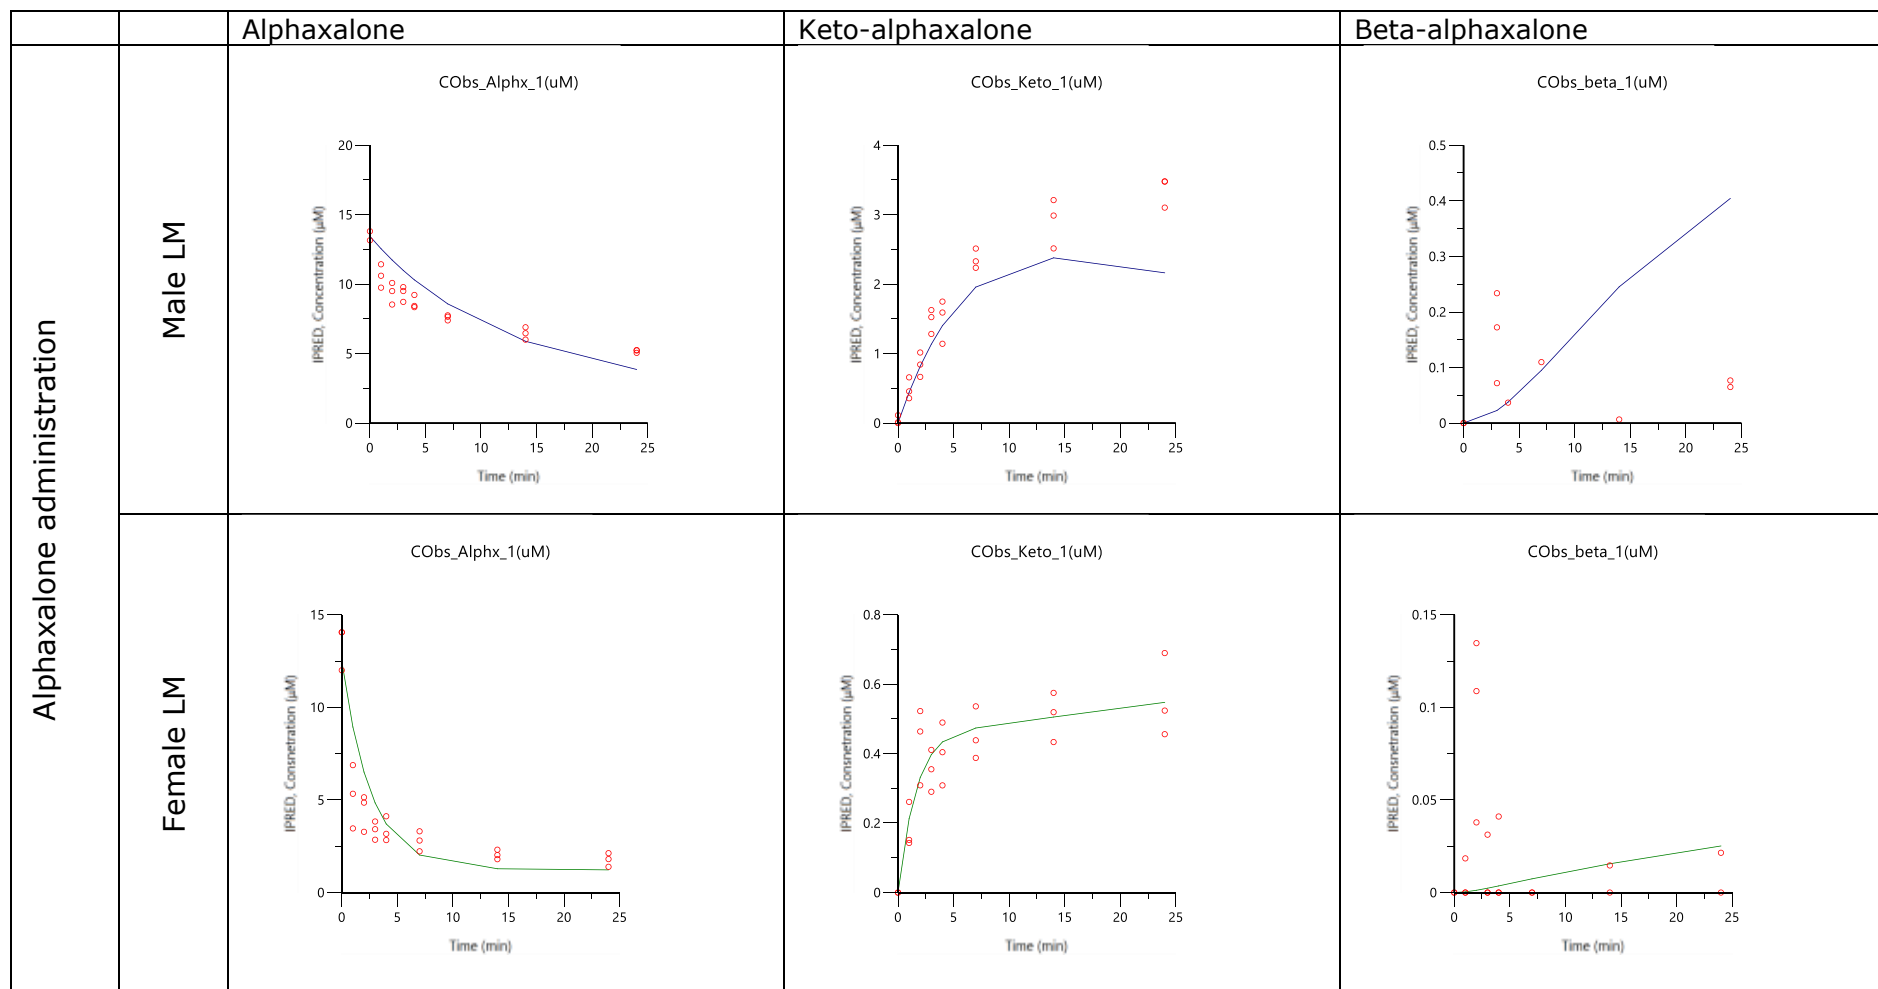 Alphaxalone Keto-alphaxalone Beta-alphaxalone
Alphaxalone administration
Male LM
CObs_Alphx_1(uM)
IPRED, Concentration (µM)
20
15
10
5
0
0 5 10 15 20 25
Time (min)
CObs_Keto_1(uM)
IPRED, Concentration (µM)
4
3
2
1
0
0 5 10 15 20 25
Time (min)
CObs_beta_1(uM)
IPRED, Concentration (µM)
0.5
0.4
0.3
0.2
0.1
0
0 5 10 15 20 25
Time (min)
Female LM
CObs_Alphx_1(uM)
IPRED, Consnetration (µM)
15
10
5
0
0 5 10 15 20 25
Time (min)
CObs_Keto_1(uM)
IPRED, Consnetration (µM)
0.8
0.6
0.4
0.2
0
0 5 10 15 20 25
Time (min)
CObs_beta_1(uM)
IPRED, Consnetration (µM)
0.15
0.1
0.05
0
0 5 10 15 20 25
Time (min)